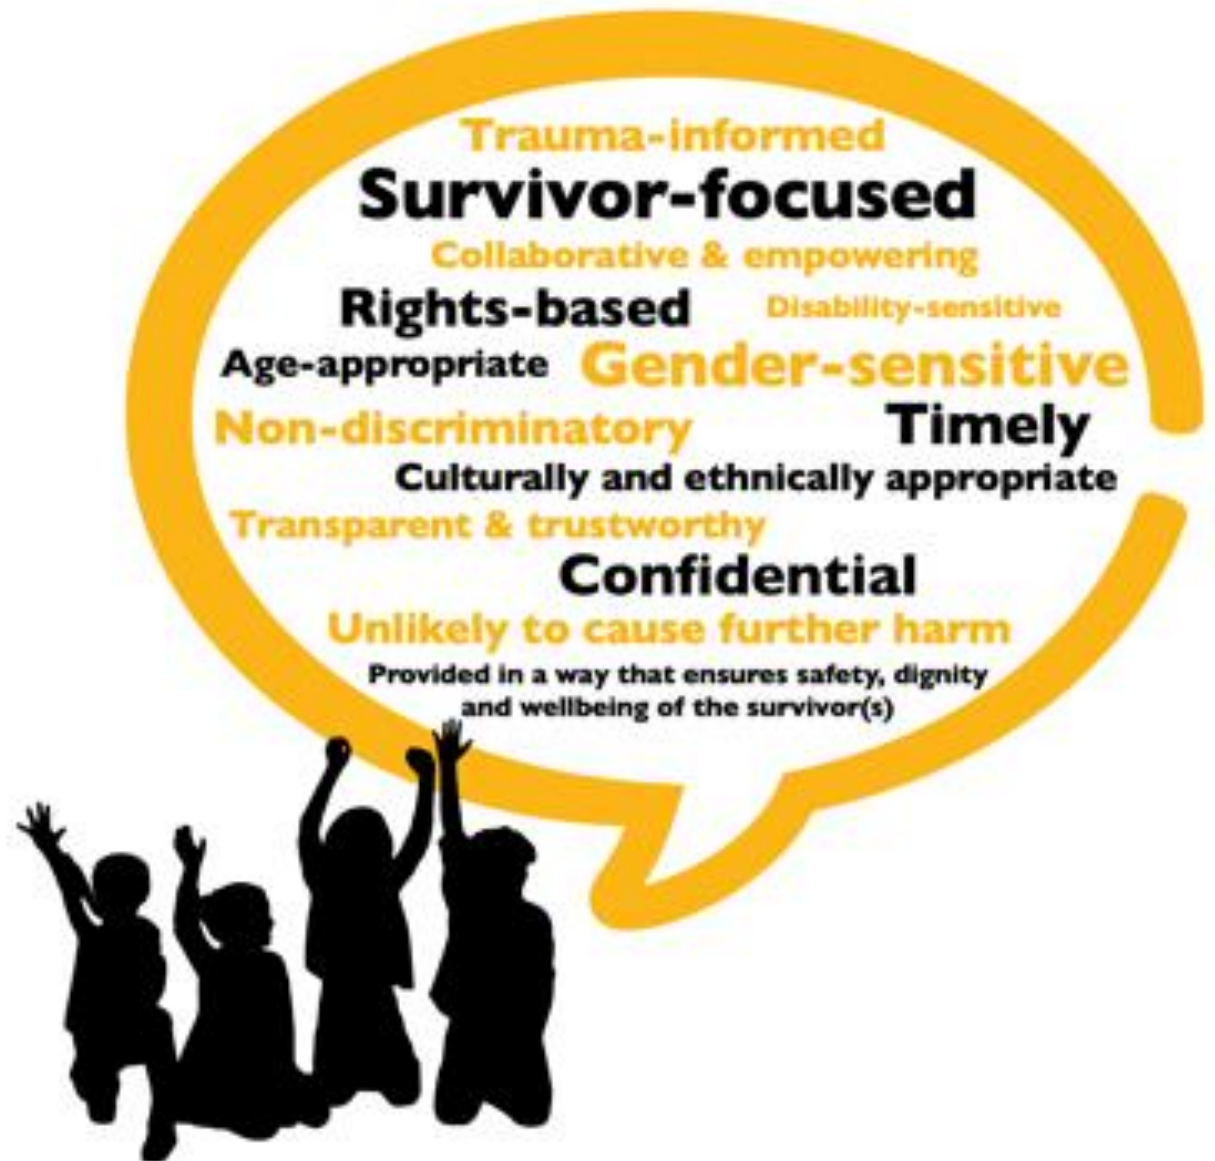 Trauma-informed
Survivor-focused
Collaborative & empowering
Rights-based Disability-sensitive
Age-appropriate Gender-sensitive
Non-discriminatory Timely
Culturally and ethnically appropriate
Transparent & trustworthy
Confidential
Unlikely to cause further harm
Provided in a way that ensures safety, dignity
and wellbeing of the survivor(s)